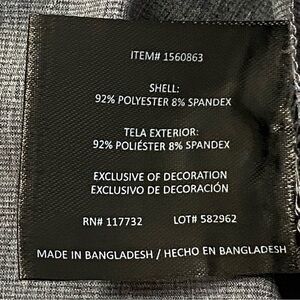 ITEM# 1560863
SHELL:
92% POLYESTER 8% SPANDEX
TELA EXTERIOR:
92% POLIÉSTER 8% SPANDEX
EXCLUSIVE OF DECORATION
EXCLUSIVO DE DECORACIÓN
RN# 117732 LOT# 582962
MADE IN BANGLADESH / HECHO EN BANGLADESH